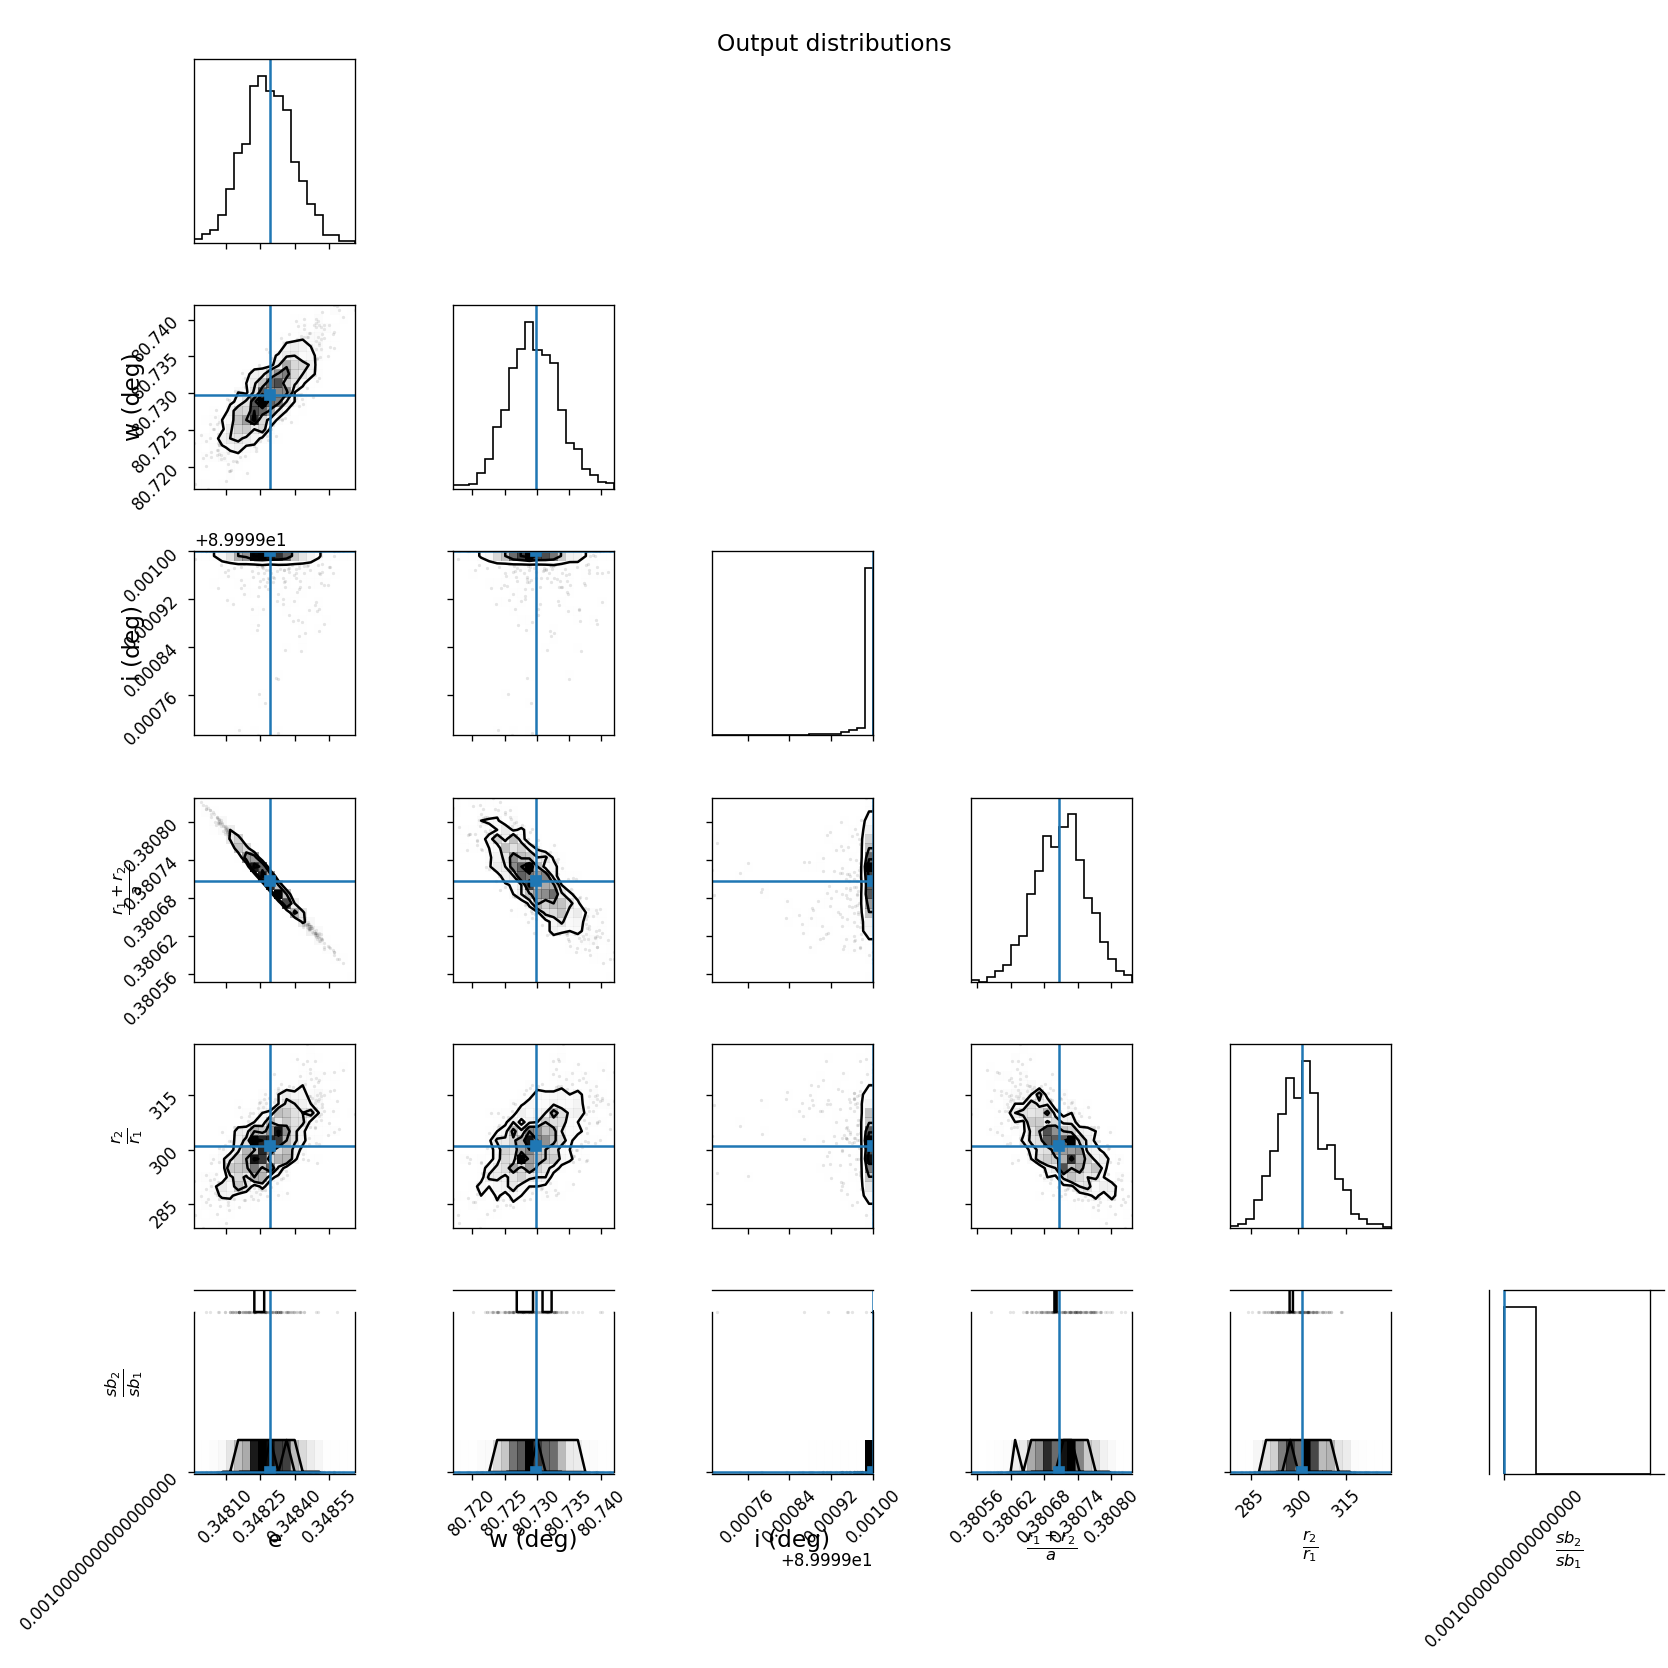 Output distributions
w (deg)
80.740
80.735
80.730
80.725
80.720
+8.9999e1
i (deg)
0.00100
0.00092
0.00084
0.00076
r₁ + r₂
a
0.38080
0.38074
0.38068
0.38062
0.38056
r₂
r₁
315
300
285
sb₂
sb₁
0.34810
0.34825
0.34840
0.34855
e
80.720
80.725
80.730
80.735
80.740
w (deg)
0.00076
0.00084
0.00092
0.00100
i (deg)
+8.9999e1
0.38056
0.38062
0.38068
0.38074
0.38080
r₁ + r₂
a
285
300
315
r₂
r₁
sb₂
sb₁